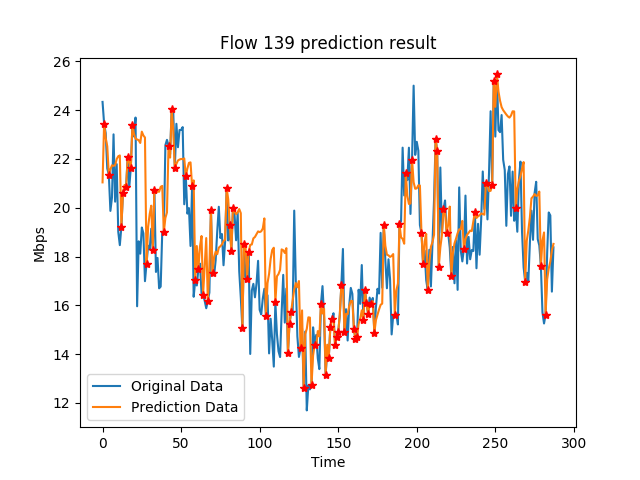 Flow 139 prediction result
26
24
22
20
18
16
14
12
Mbps
Original Data
Prediction Data
0 50 100 150 200 250 300
Time